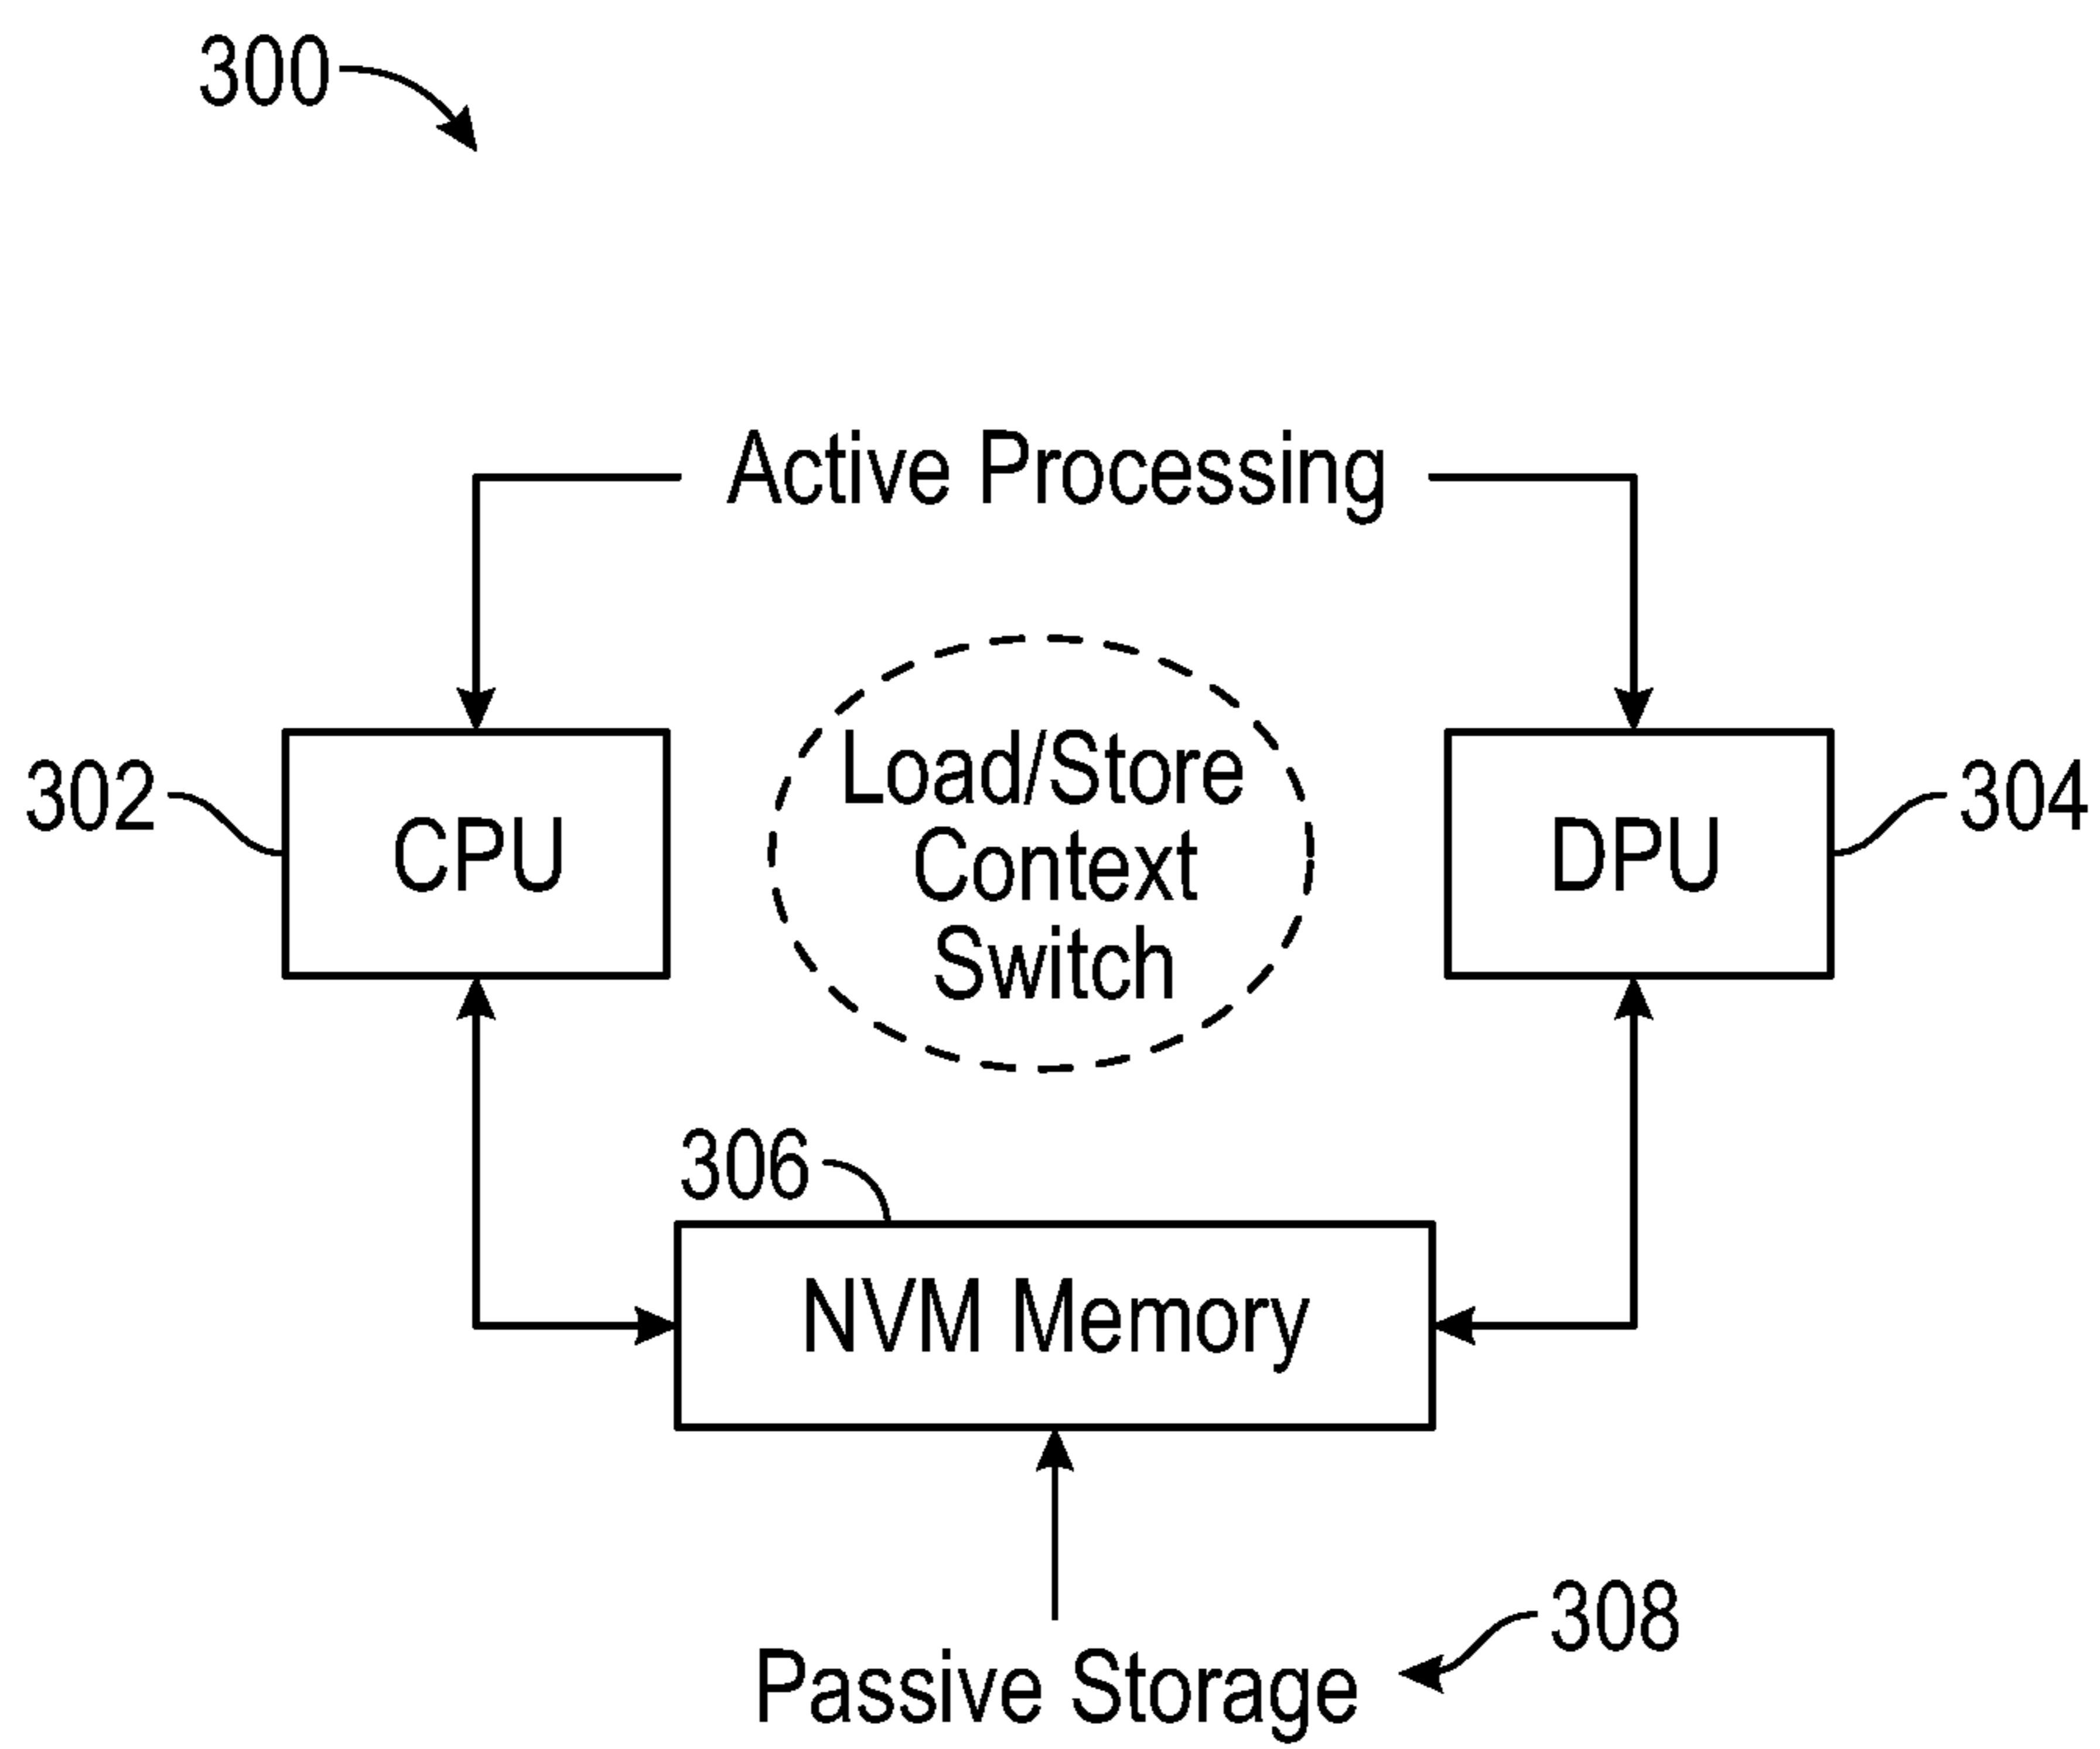 300
Active Processing
302
CPU
Load/Store
Context
Switch
DPU
304
306
NVM Memory
308
Passive Storage